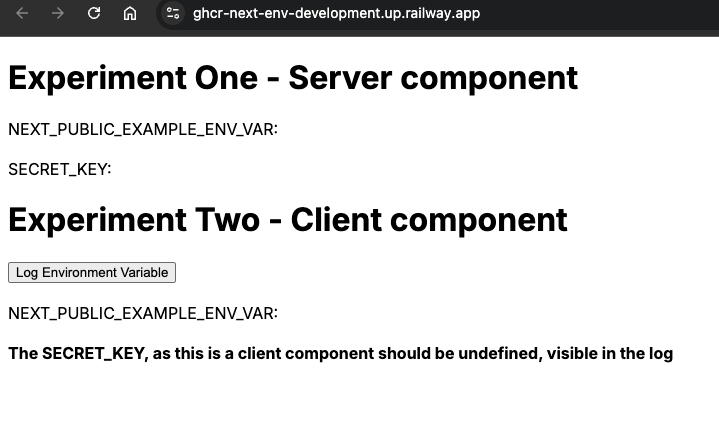 ghcr-next-env-development.up.railway.app
Experiment One - Server component
NEXT_PUBLIC_EXAMPLE_ENV_VAR:
SECRET_KEY:
Experiment Two - Client component
Log Environment Variable
NEXT_PUBLIC_EXAMPLE_ENV_VAR:
The SECRET_KEY, as this is a client component should be undefined, visible in the log